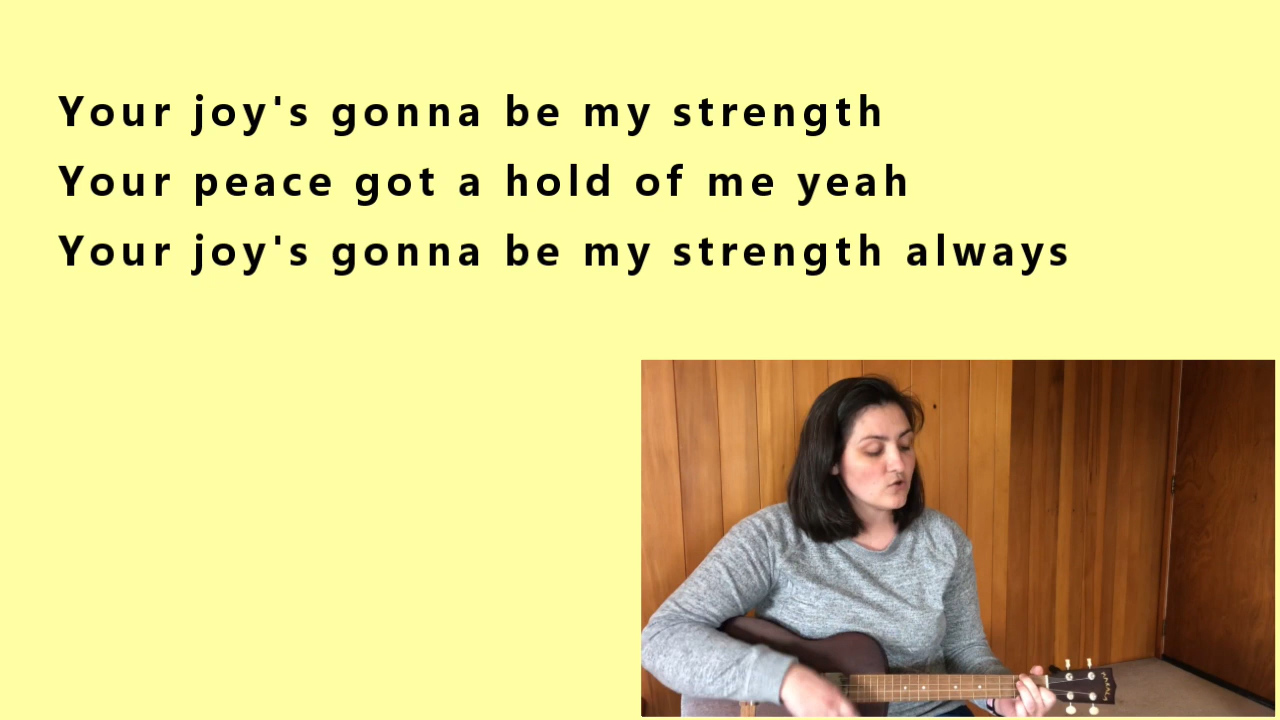 Your joy's gonna be my strength
Your peace got a hold of me yeah
Your joy's gonna be my strength always